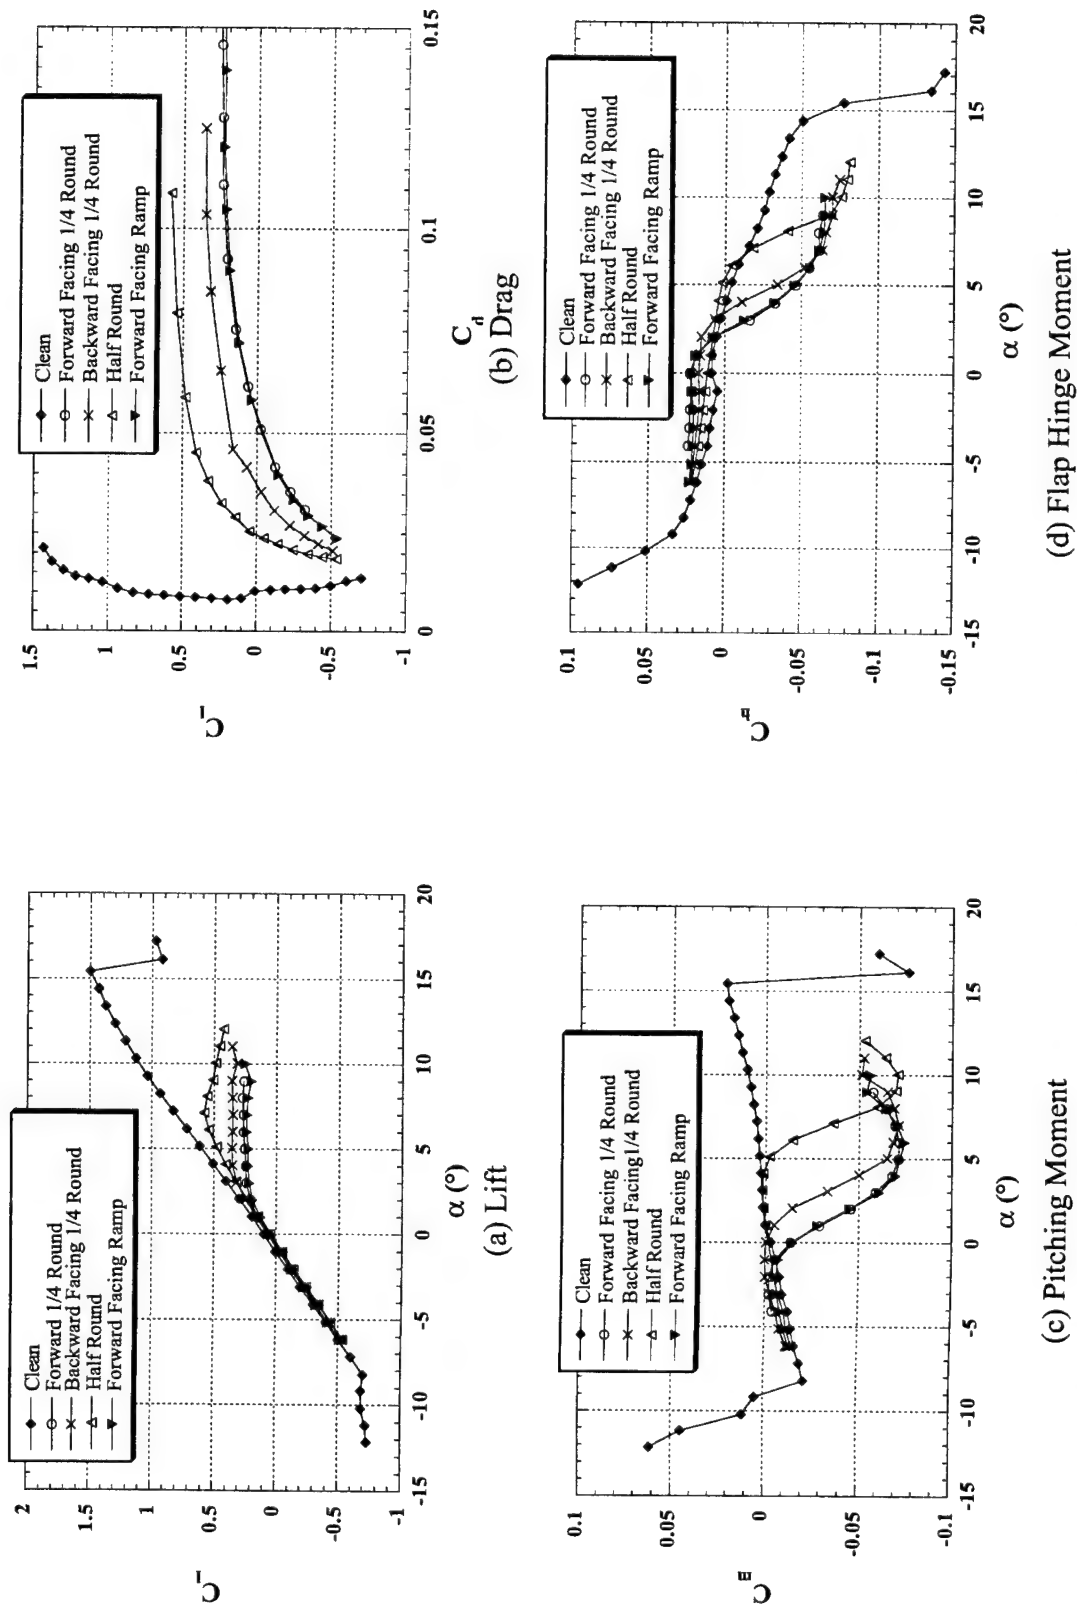 2
1.5
1
0.5
0
-0.5
-1
Cl
Clean
Forward 1/4 Round
Backward Facing 1/4 Round
Half Round
Forward Facing Ramp
-15 -10 -5 0 5 10 15 20
α (°)
(a) Lift
1.5
1
0.5
0
-0.5
-1
Cl
Clean
Forward Facing 1/4 Round
Backward Facing 1/4 Round
Half Round
Forward Facing Ramp
0 0.05 0.1 0.15
Cd
(b) Drag
0.1
0.05
0
-0.05
-0.1
Cm
Clean
Forward Facing 1/4 Round
Backward Facing1/4 Round
Half Round
Forward Facing Ramp
-15 -10 -5 0 5 10 15 20
α (°)
(c) Pitching Moment
0.1
0.05
0
-0.05
-0.1
-0.15
Ch
Clean
Forward Facing 1/4 Round
Backward Facing 1/4 Round
Half Round
Forward Facing Ramp
-15 -10 -5 0 5 10 15 20
α (°)
(d) Flap Hinge Moment